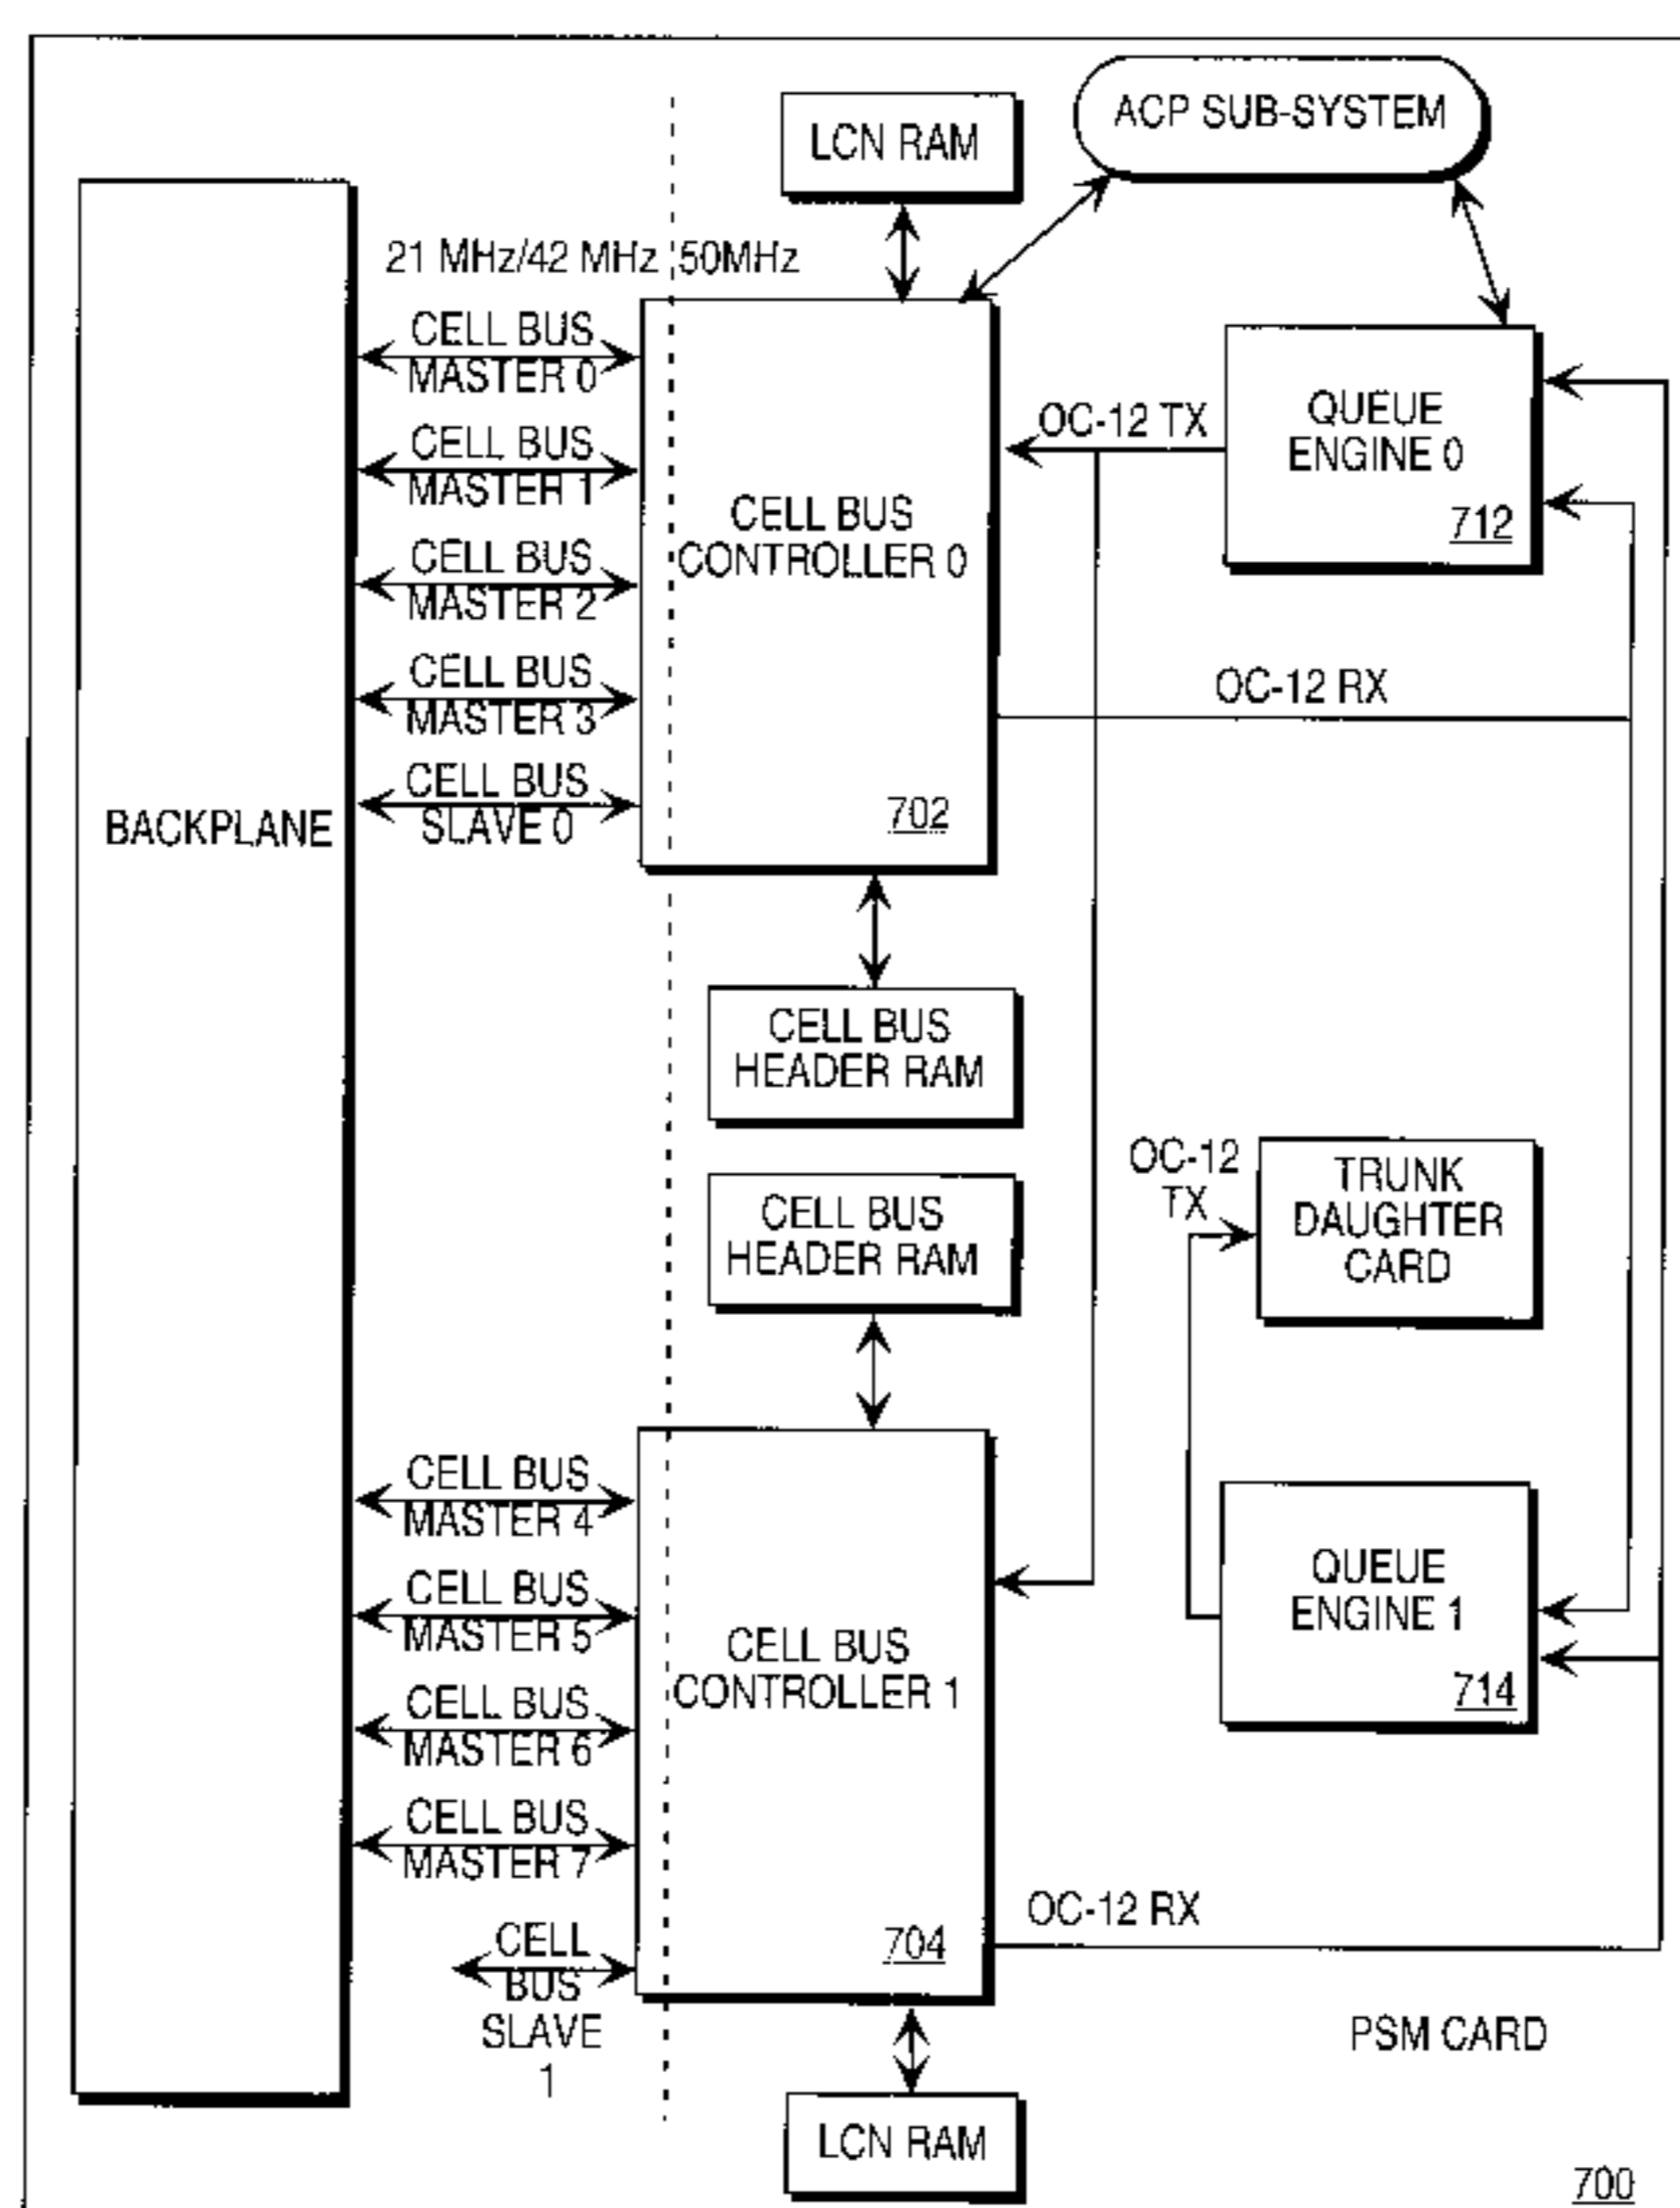 ACP SUB-SYSTEM
LCN RAM
21 MHz/42 MHz
50MHz
CELL BUS
MASTER 0
CELL BUS
MASTER 1
CELL BUS
MASTER 2
CELL BUS
MASTER 3
CELL BUS
SLAVE 0
BACKPLANE
CELL BUS
CONTROLLER 0
702
OC-12 TX
QUEUE
ENGINE 0
712
OC-12 RX
CELL BUS
HEADER RAM
CELL BUS
HEADER RAM
OC-12
TX
TRUNK
DAUGHTER
CARD
CELL BUS
MASTER 4
CELL BUS
MASTER 5
CELL BUS
MASTER 6
CELL BUS
MASTER 7
CELL
BUS
SLAVE
1
CELL BUS
CONTROLLER 1
704
QUEUE
ENGINE 1
714
OC-12 RX
PSM CARD
LCN RAM
700